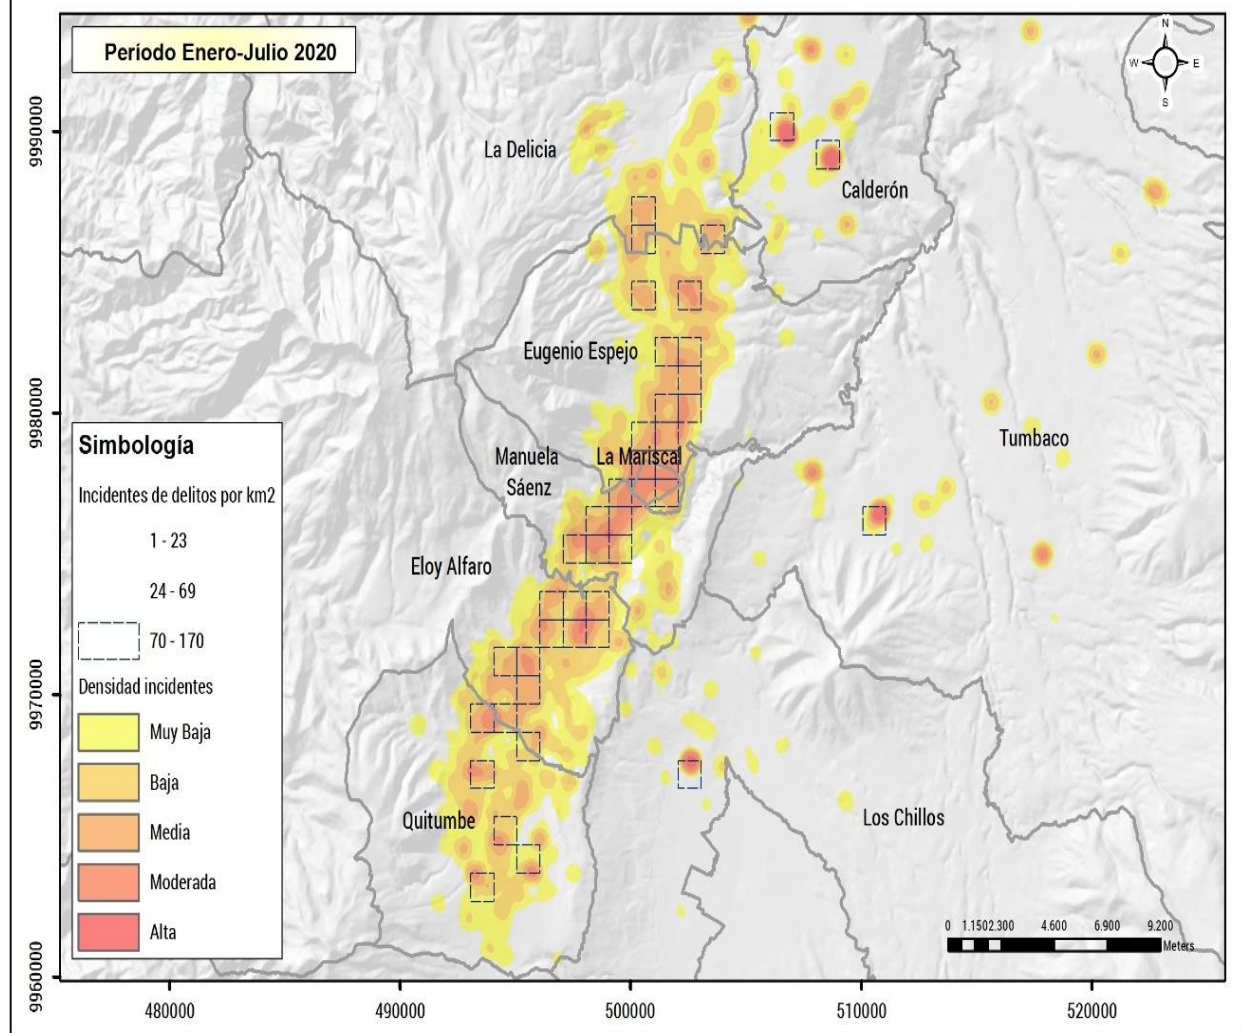 Período Enero-Julio 2020
N
W E
S
La Delicia
Calderón
Eugenio Espejo
Tumbaco
Manuela
Sáenz
La Mariscal
Eloy Alfaro
Quitumbe
Los Chillos
Simbología
Incidentes de delitos por km2
1 - 23
24 - 69
70 - 170
Densidad incidentes
Muy Baja
Baja
Media
Moderada
Alta
0 1.150 2.300 4.600 6.900 9.200
Meters
9990000
9980000
9970000
9960000
480000 490000 500000 510000 520000